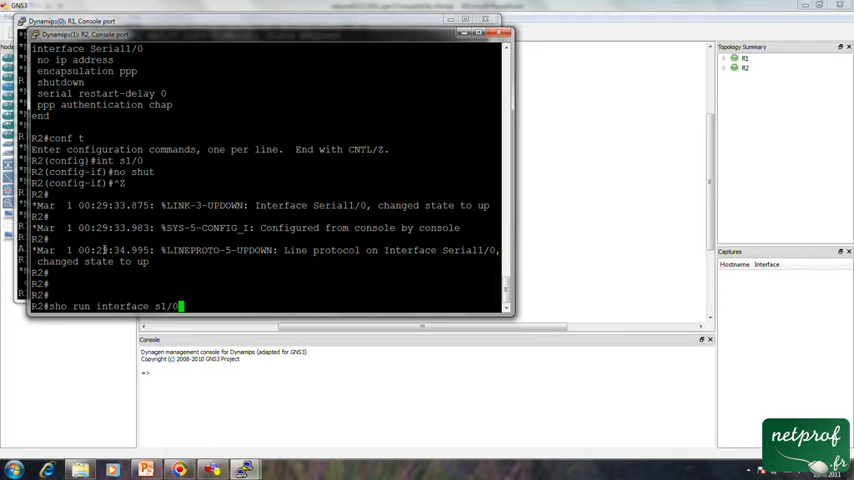 GNS3
Dynamips(0): R1, Console port
Dynamips(1): R2, Console port
interface Serial1/0
no ip address
encapsulation ppp
shutdown
serial restart-delay 0
ppp authentication chap
end
R2#conf t
Enter configuration commands, one per line. End with CNTL/Z.
R2(config)#int s1/0
R2(config-if)#no shut
R2(config-if)#^Z
R2#
*Mar 1 00:29:33.875: %LINK-3-UPDOWN: Interface Serial1/0, changed state to up
R2#
*Mar 1 00:29:33.983: %SYS-5-CONFIG_I: Configured from console by console
R2#
*Mar 1 00:29:34.995: %LINEPROTO-5-UPDOWN: Line protocol on Interface Serial1/0,
changed state to up
R2#
R2#
R2#
R2#sho run interface s1/0
Topology Summary
R1
R2
Captures
Hostname Interface
Console
Dynagen management console for Dynamips (adapted for GNS3)
Copyright (c) 2008-2010 GNS3 Project
=>
netprof
.fr